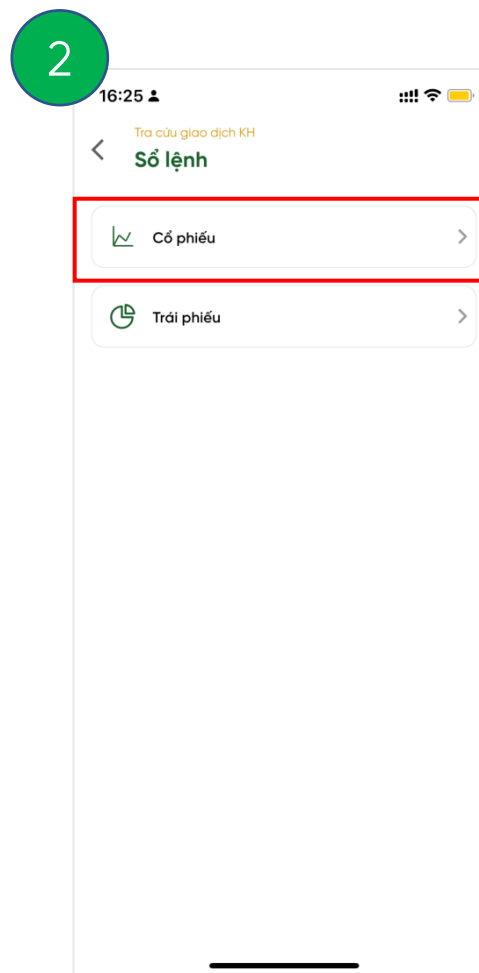 2
16:25
Tra cứu giao dịch KH
Sổ lệnh
Cổ phiếu
Trái phiếu